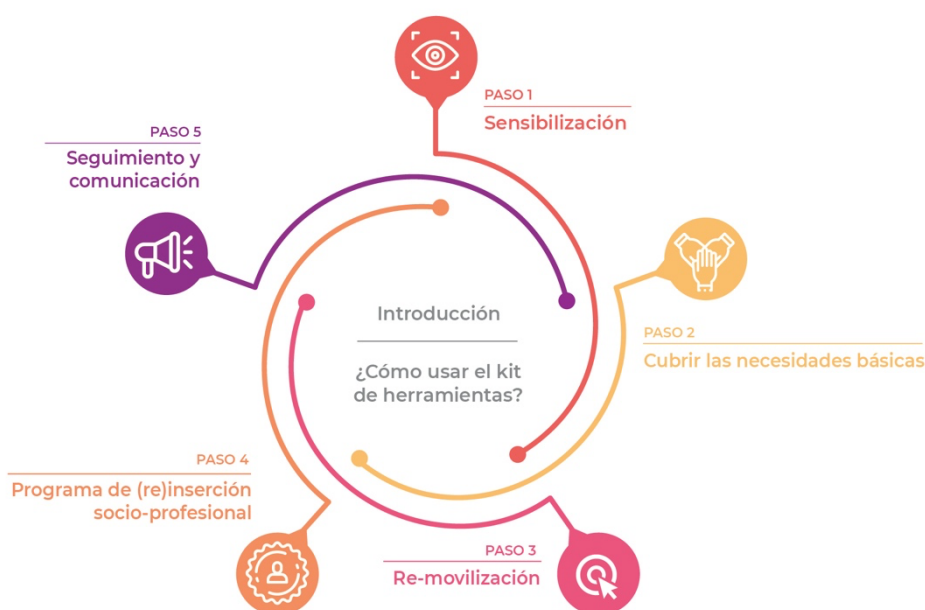 PASO 1
Sensibilización
PASO 2
Cubrir las necesidades básicas
PASO 3
Re-movilización
PASO 4
Programa de (re)inserción
socio-profesional
PASO 5
Seguimiento y
comunicación
Introducción
¿Cómo usar el kit
de herramientas?